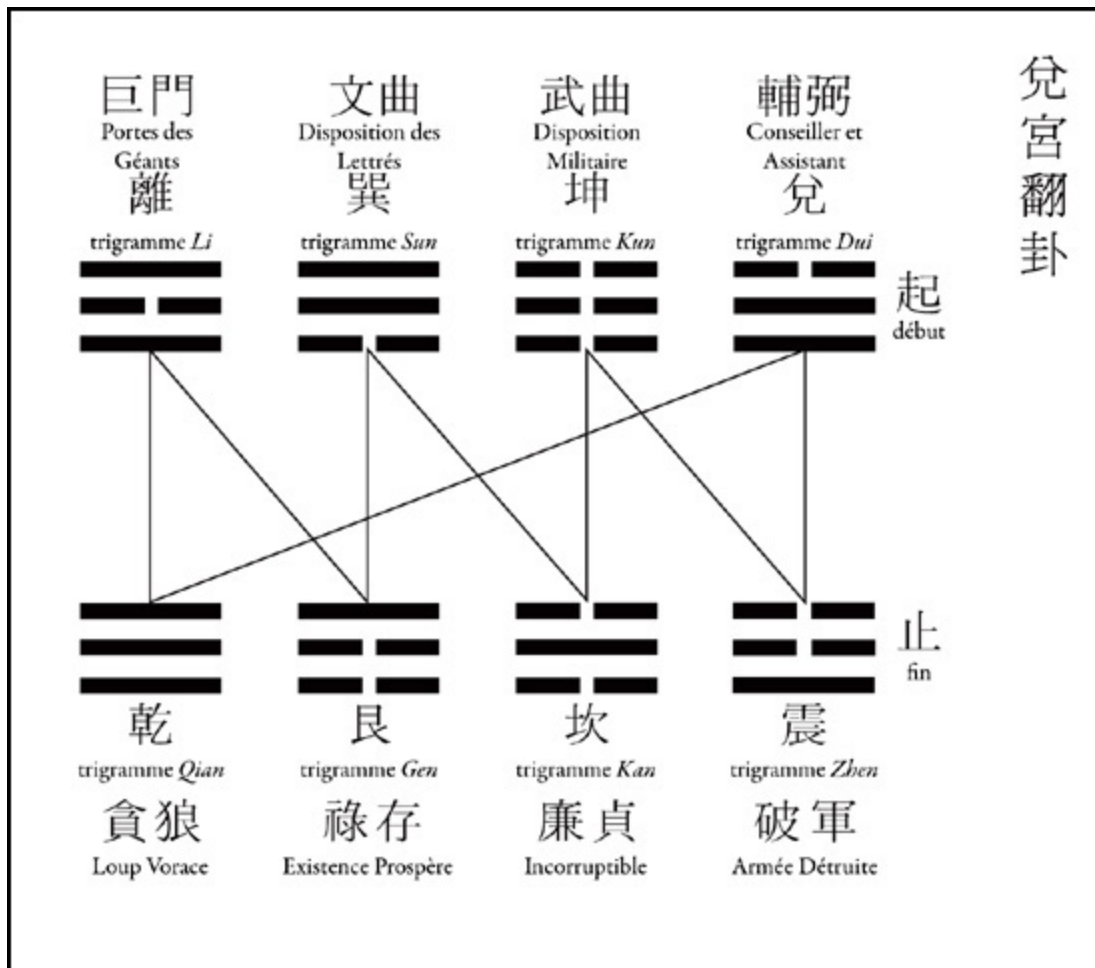 兌宮翻卦
巨門 文曲 武曲 輔弼
Portes des Disposition des Disposition Conseiller et
Géants Lettrés Militaire Assistant
離 巽 坤 兌
trigramme Li trigramme Sun trigramme Kun trigramme Dui
起
début
止
fin
乾 艮 坎 震
trigramme Qian trigramme Gen trigramme Kan trigramme Zhen
貪狼 祿存 廉貞 破軍
Loup Vorace Existence Prospère Incorruptible Armée Détruite